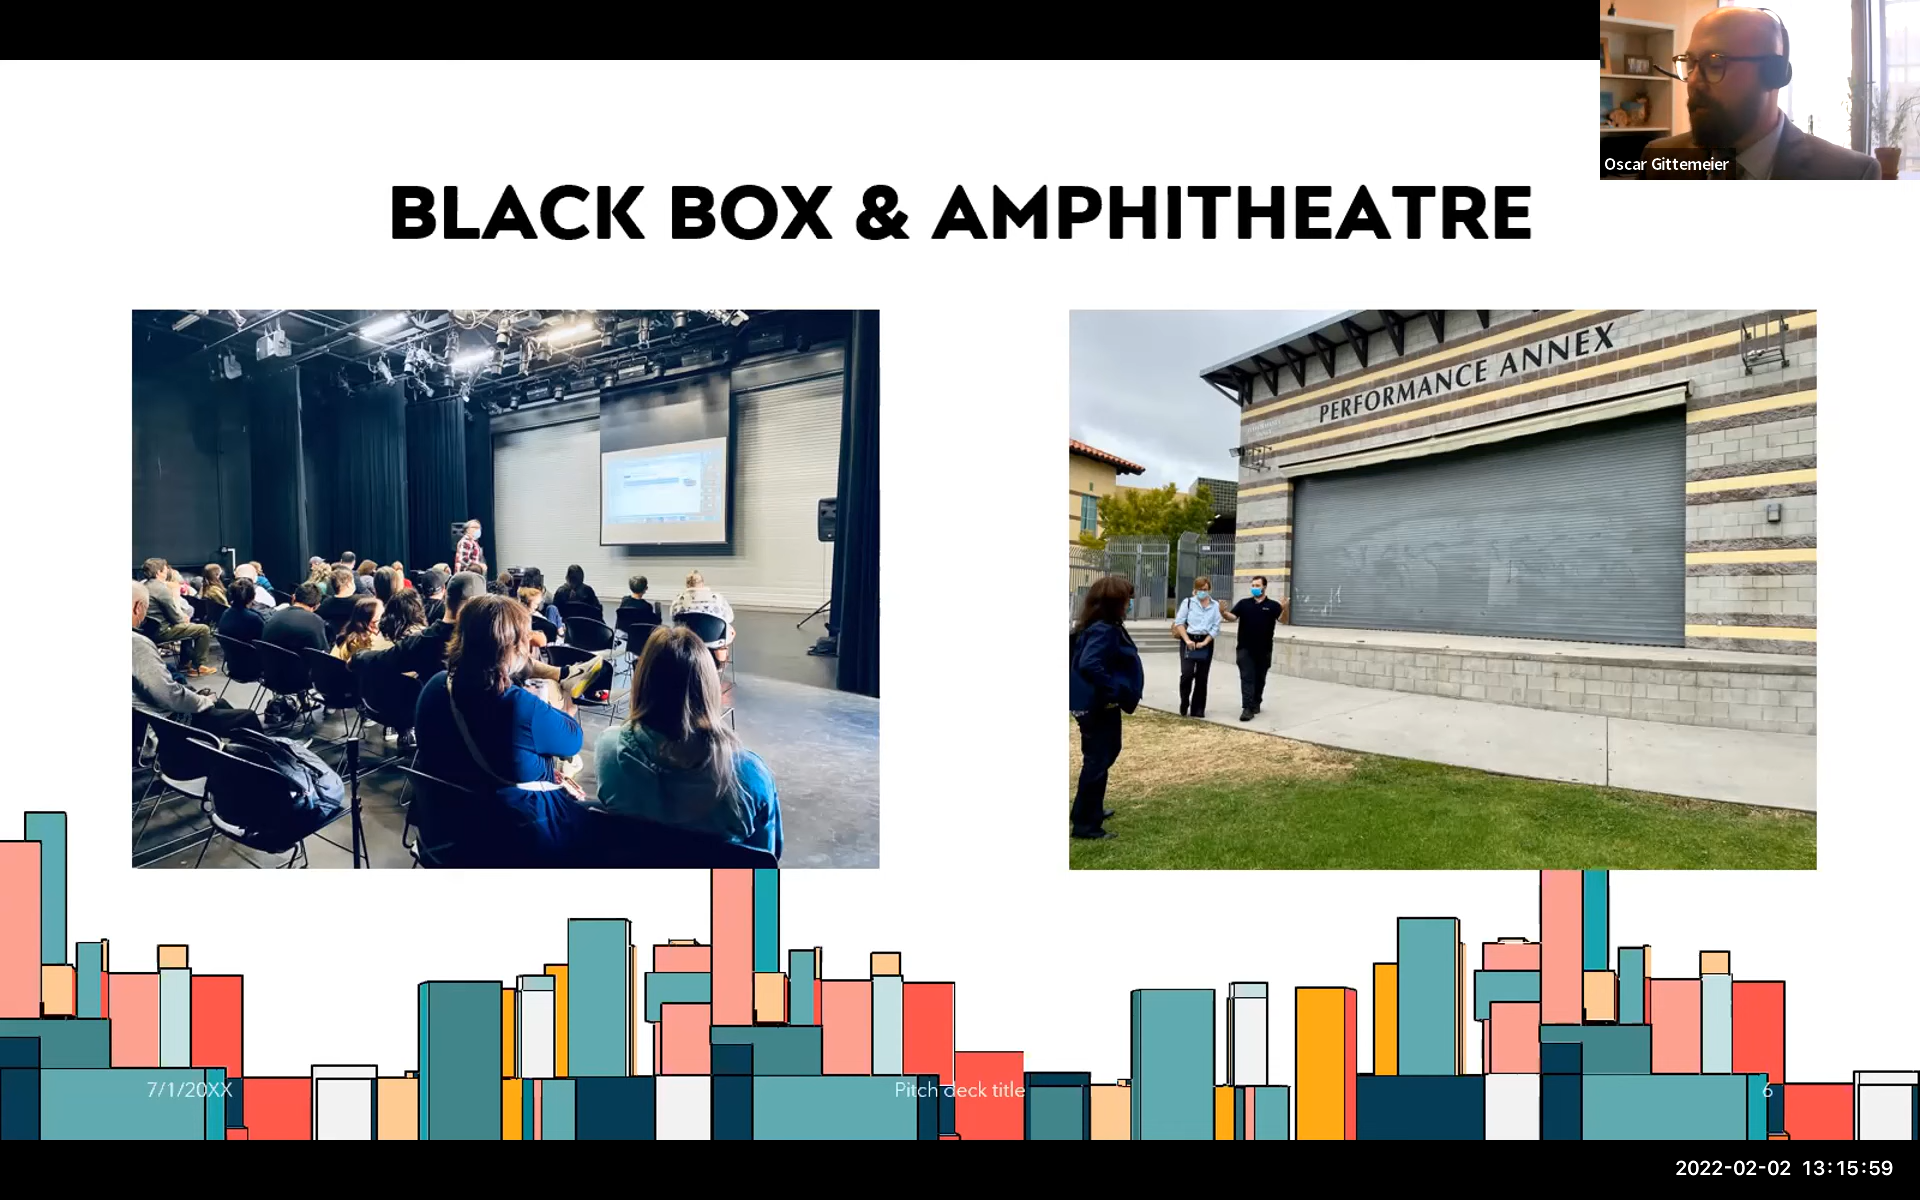 Oscar Gittemeier
BLACK BOX & AMPHITHEATRE
PERFORMANCE ANNEX
7/1/20XX
Pitch deck title
6
2022-02-02 13:15:59